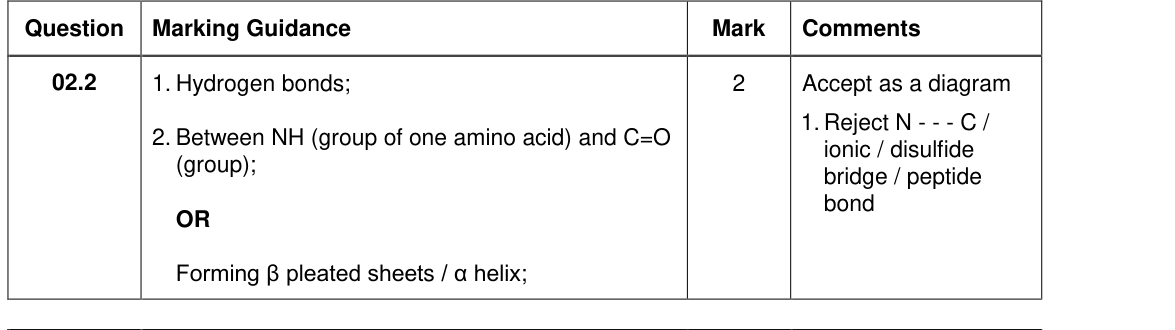 Question Marking Guidance Mark Comments
02.2 1. Hydrogen bonds; 2 Accept as a diagram
1. Reject N - - - C /
2. Between NH (group of one amino acid) and C=O
ionic / disulfide
(group);
bridge / peptide
bond
OR
Forming β pleated sheets / α helix;